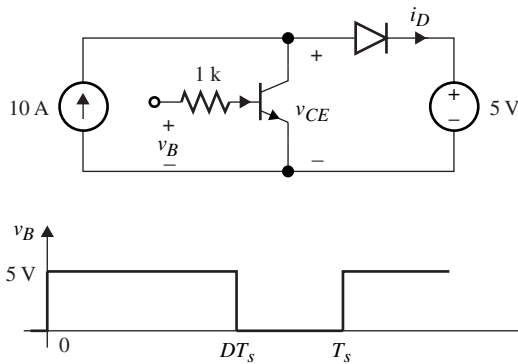 i_D
+
1 k
10 A
v_CE
+
5 V
+
v_B
−
−
−
v_B
5 V
0
DT_s
T_s